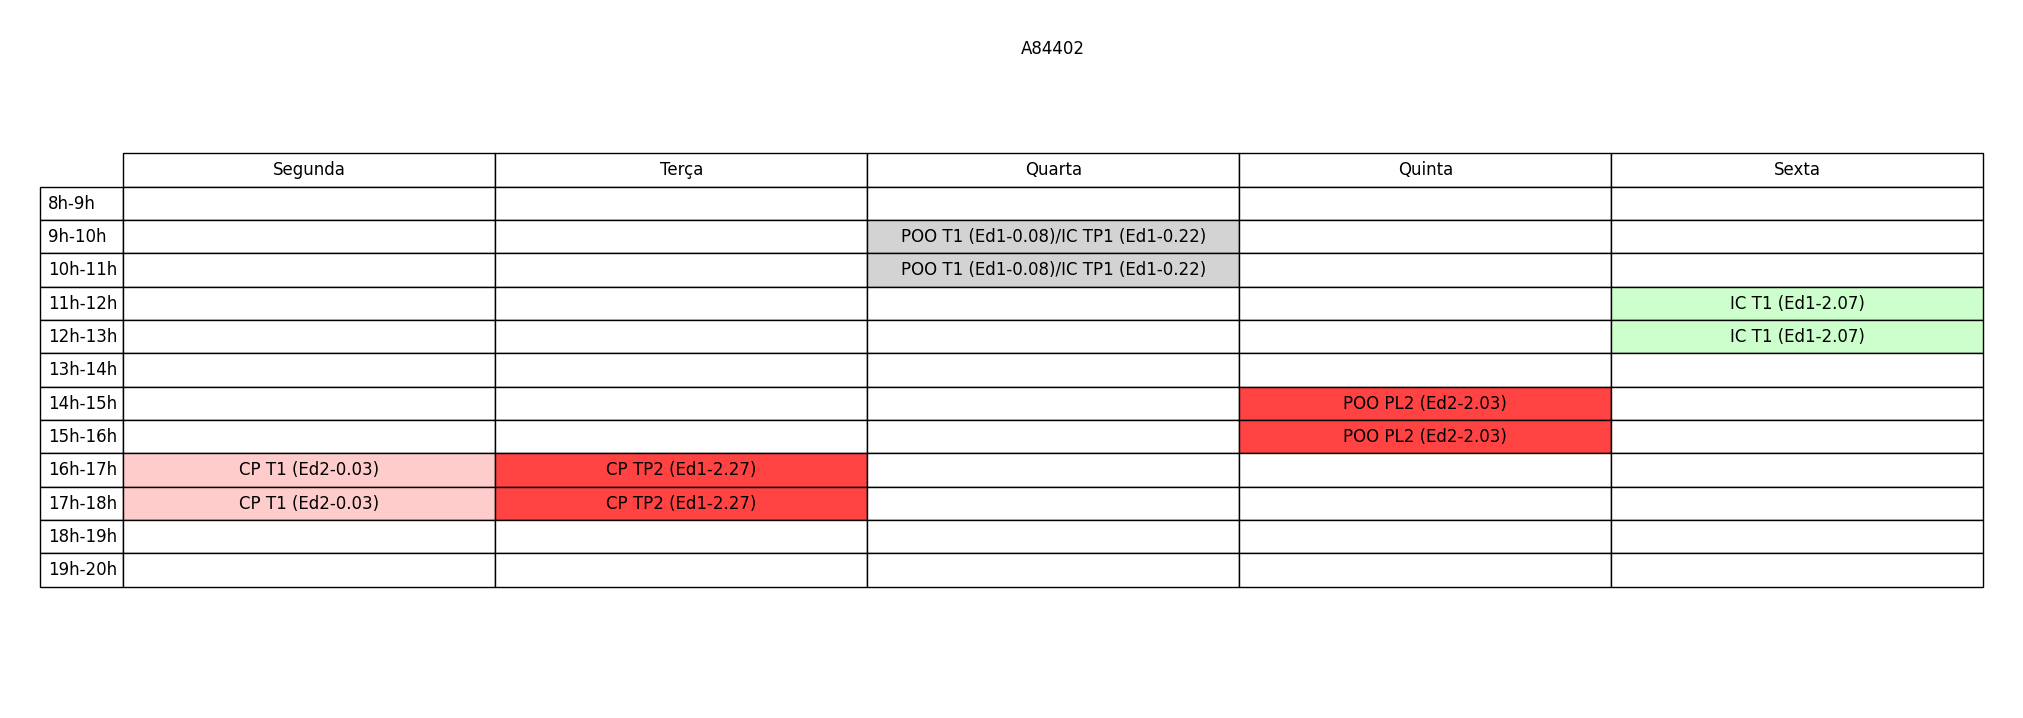 A84402
Segunda Terça Quarta Quinta Sexta
8h-9h
9h-10h POO T1 (Ed1-0.08)/IC TP1 (Ed1-0.22)
10h-11h POO T1 (Ed1-0.08)/IC TP1 (Ed1-0.22)
11h-12h IC T1 (Ed1-2.07)
12h-13h IC T1 (Ed1-2.07)
13h-14h
14h-15h POO PL2 (Ed2-2.03)
15h-16h POO PL2 (Ed2-2.03)
16h-17h CP T1 (Ed2-0.03) CP TP2 (Ed1-2.27)
17h-18h CP T1 (Ed2-0.03) CP TP2 (Ed1-2.27)
18h-19h
19h-20h